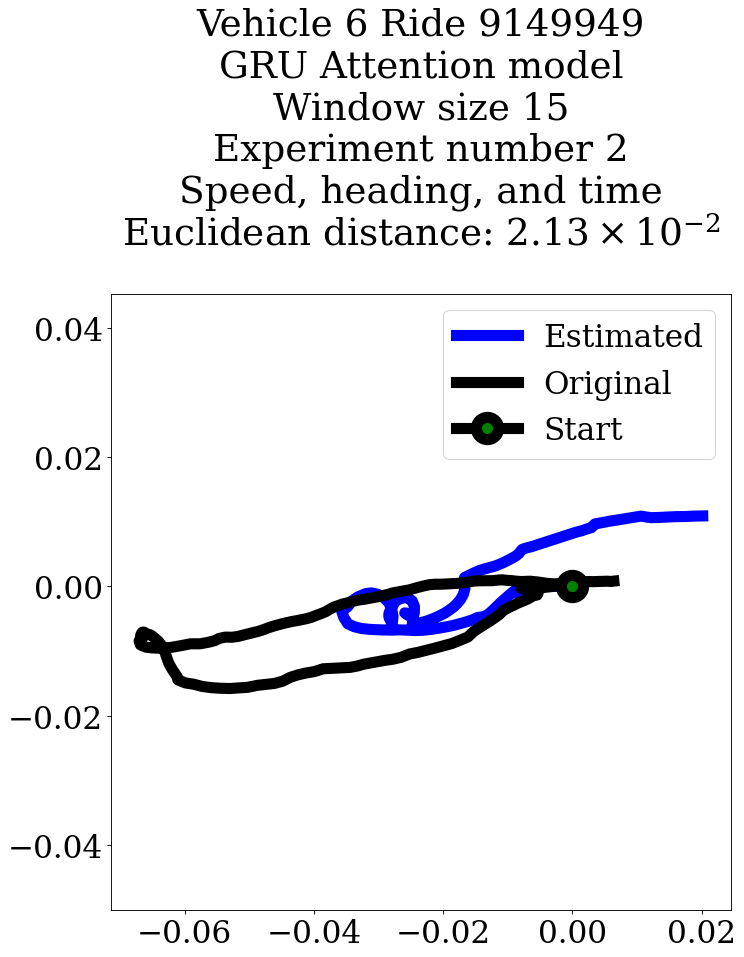 Vehicle 6 Ride 9149949
GRU Attention model
Window size 15
Experiment number 2
Speed, heading, and time
Euclidean distance: 2.13 × 10⁻²
Estimated
Original
Start
0.04
0.02
0.00
−0.02
−0.04
−0.06 −0.04 −0.02 0.00 0.02